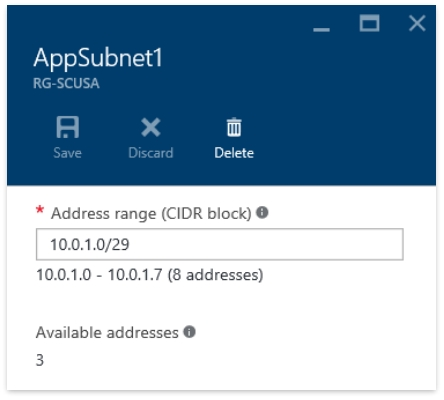 AppSubnet1
RG-SCUSA
Save Discard Delete
* Address range (CIDR block)
10.0.1.0/29
10.0.1.0 - 10.0.1.7 (8 addresses)
Available addresses
3